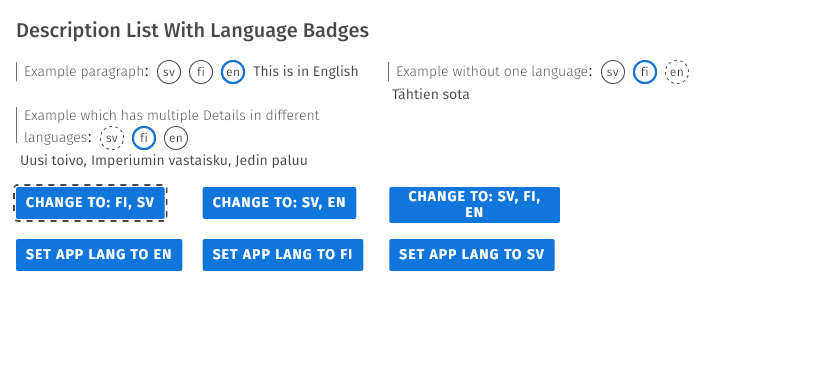 Description List With Language Badges
Example paragraph: sv fi en This is in English
Example without one language: sv fi en
Tähtien sota
Example which has multiple Details in different
languages: sv fi en
Uusi toivo, Imperiumin vastaisku, Jedin paluu
CHANGE TO: FI, SV
CHANGE TO: SV, EN
CHANGE TO: SV, FI,
EN
SET APP LANG TO EN
SET APP LANG TO FI
SET APP LANG TO SV